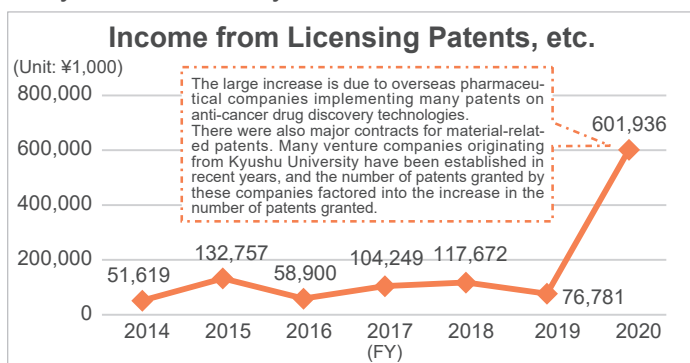 Income from Licensing Patents, etc.
(Unit: ¥1,000)
The large increase is due to overseas pharmaceu-
tical companies implementing many patents on
anti-cancer drug discovery technologies.
There were also major contracts for material-relat-
ed patents. Many venture companies originating
from Kyushu University have been established in
recent years, and the number of patents granted by
these companies factored into the increase in the
number of patents granted.
800,000
600,000
400,000
200,000
0
51,619
132,757
58,900
104,249
117,672
76,781
601,936
2014 2015 2016 2017 2018 2019 2020
(FY)